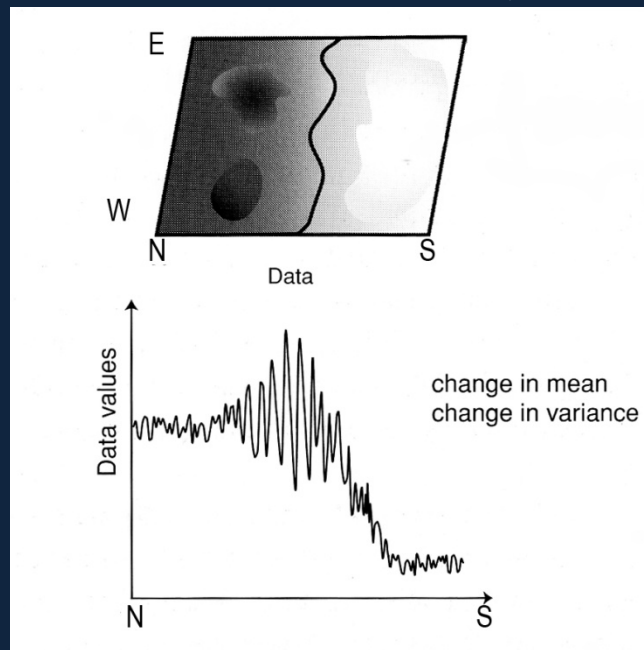 E
W
N
S
Data
Data values
change in mean
change in variance
N
S